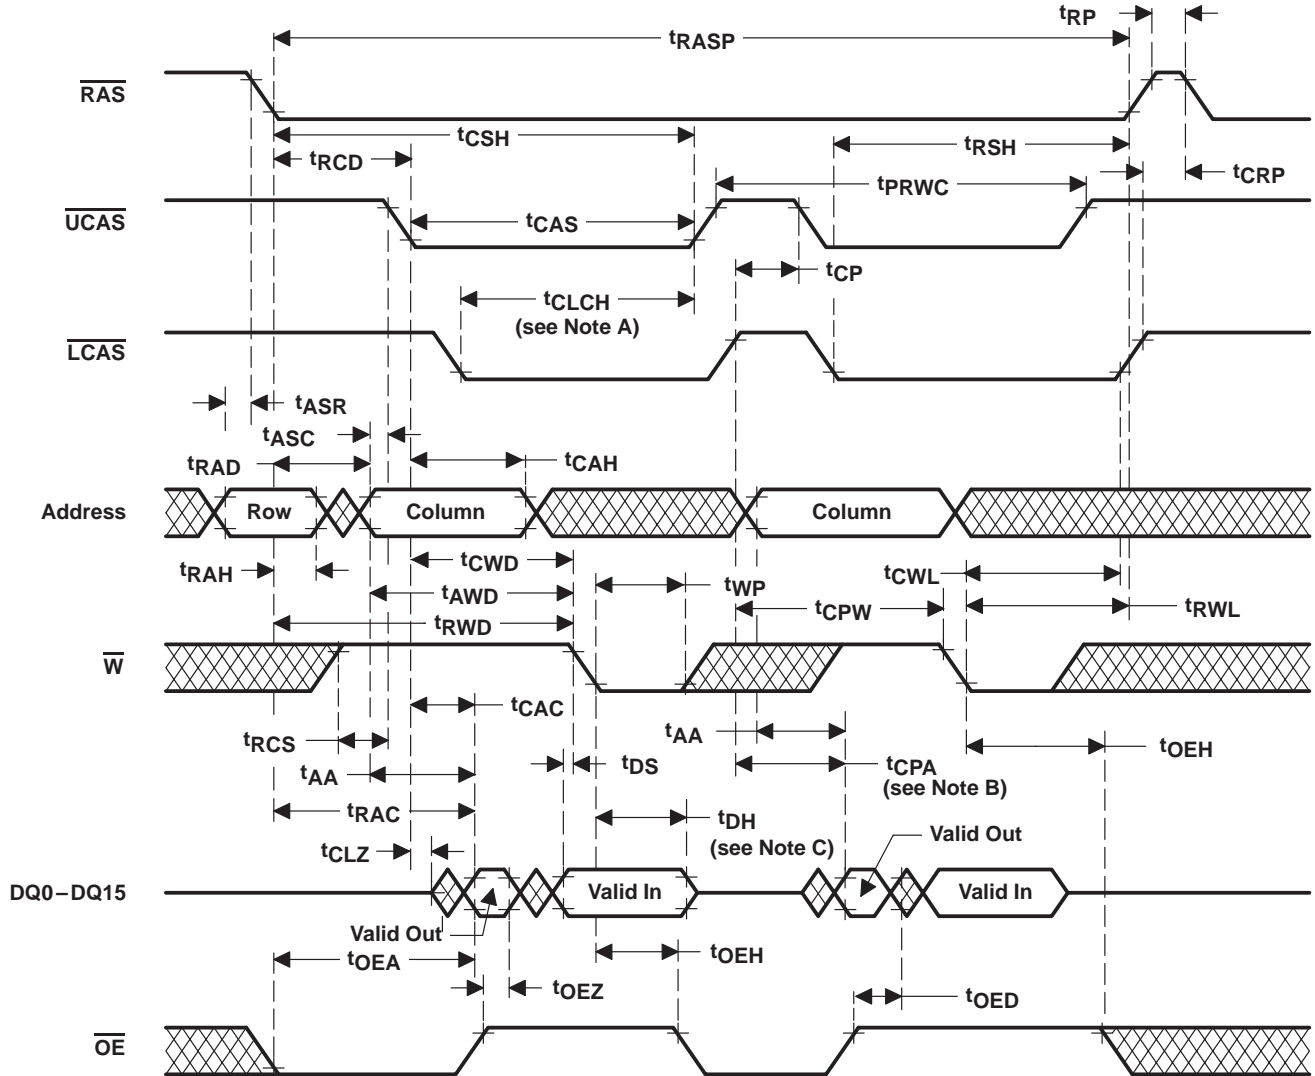 tRP
tRASP
RAS
tCSH
tRCD
tRSH
tCRP
tPRWC
UCAS
tCAS
tCP
tCLCH
(see Note A)
LCAS
tASR
tASC
tRAD
tCAH
Address
Row
Column
Column
tRAH
tCWD
tWP
tCWL
tAWD
tCPW
tRWL
tRWD
W
tCAC
tRCS
tAA
tOEH
tAA
tDS
tCPA
(see Note B)
tRAC
tDH
(see Note C)
Valid Out
tCLZ
DQ0–DQ15
Valid In
Valid In
Valid Out
tOEA
tOEH
tOEZ
tOED
OE